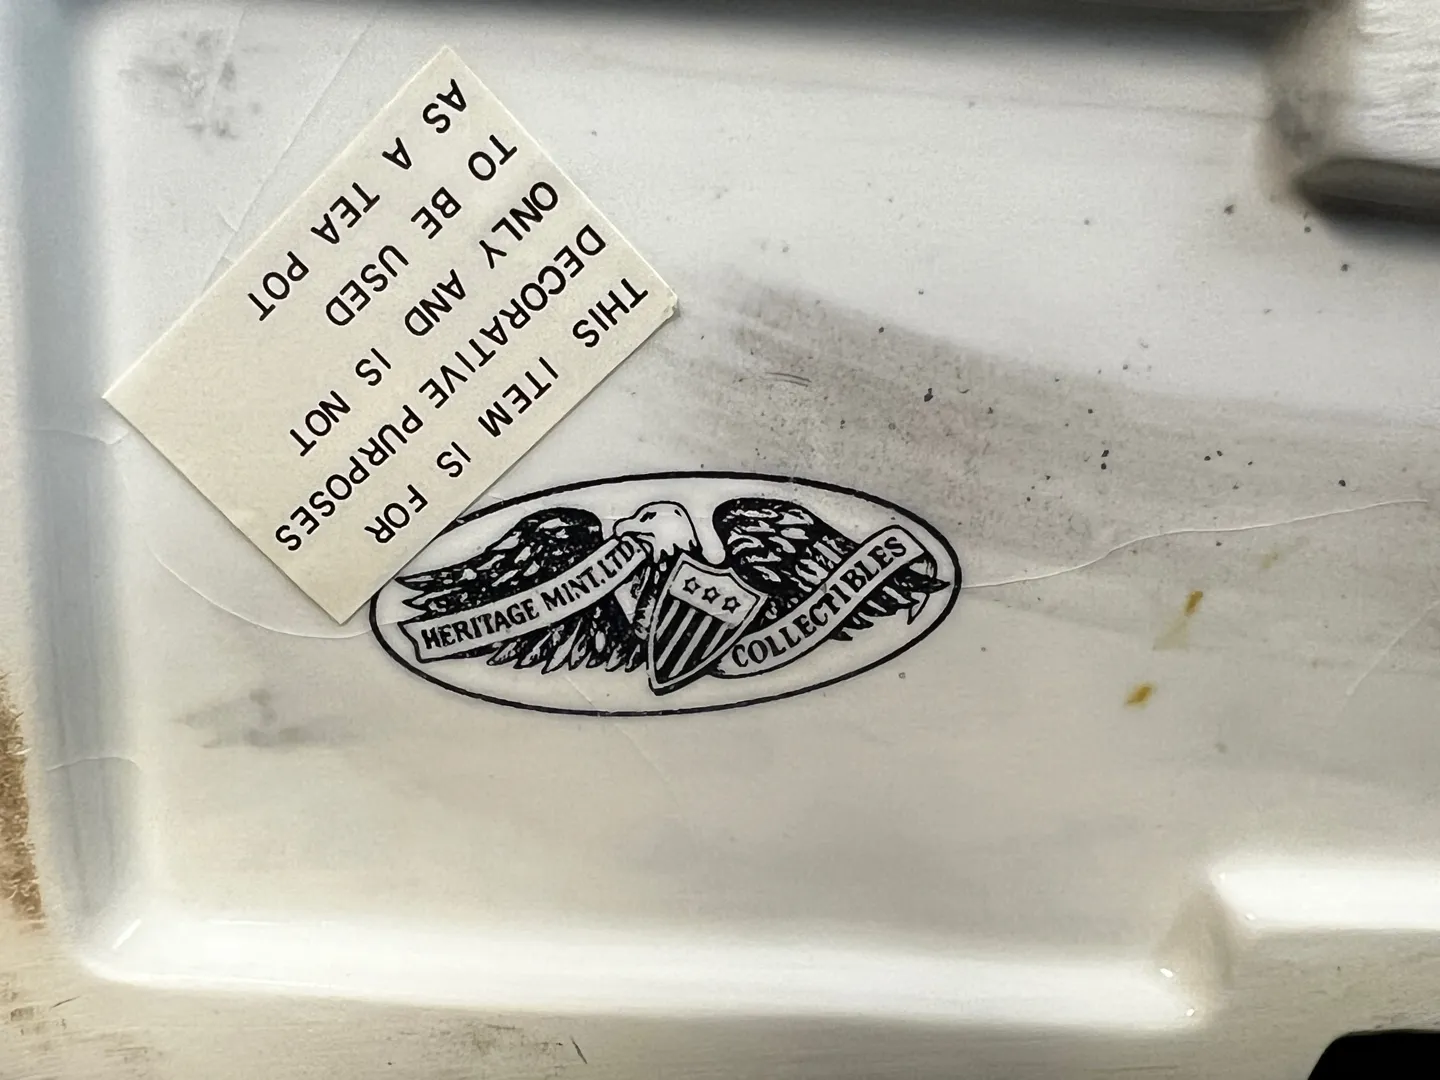 THIS ITEM IS FOR
DECORATIVE PURPOSES
ONLY AND IS NOT
TO BE USED
AS A TEA POT
HERITAGE MINT, LTD.
COLLECTIBLES